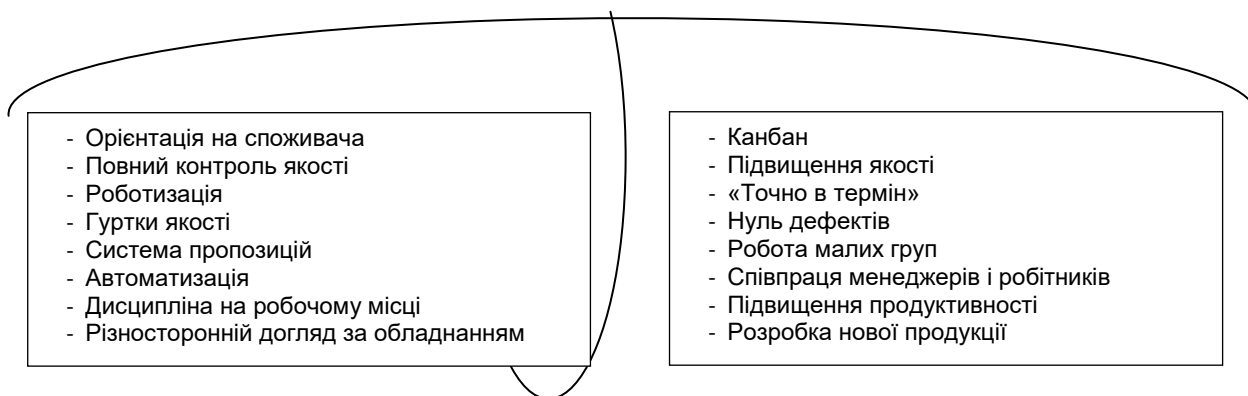 - Орієнтація на споживача
- Повний контроль якості
- Роботизація
- Гуртки якості
- Система пропозицій
- Автоматизація
- Дисципліна на робочому місці
- Різносторонній догляд за обладнанням
- Канбан
- Підвищення якості
- «Точно в термін»
- Нуль дефектів
- Робота малих груп
- Співпраця менеджерів і робітників
- Підвищення продуктивності
- Розробка нової продукції